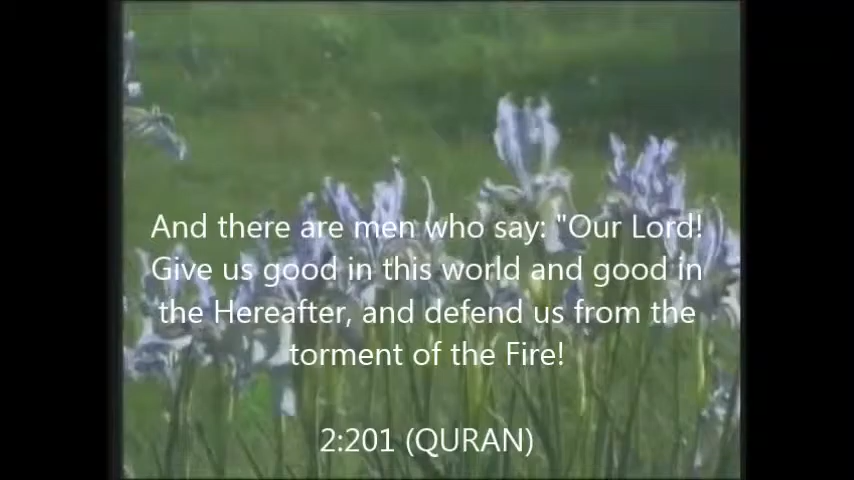 And there are men who say: "Our Lord!
Give us good in this world and good in
the Hereafter, and defend us from the
torment of the Fire!
2:201 (QURAN)